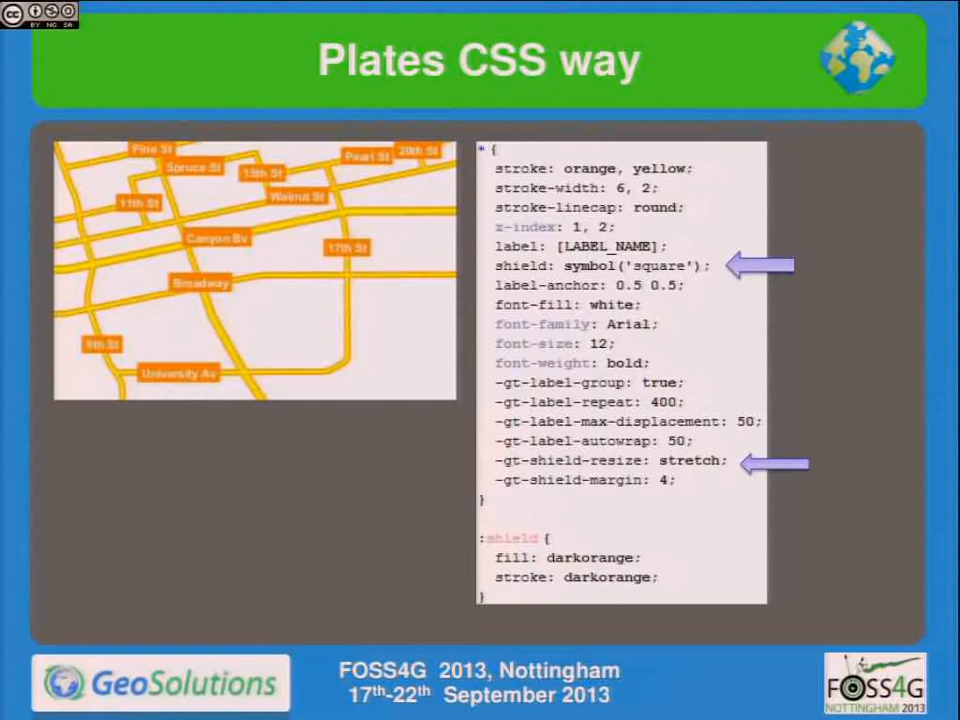 cc BY NC SA
Plates CSS way
Pine St
20th St
Pearl St
Spruce St
15th St
Walnut St
11th St
Canyon Bv
17th St
Broadway
9th St
University Av
* {
stroke: orange, yellow;
stroke-width: 6, 2;
stroke-linecap: round;
z-index: 1, 2;
label: [LABEL_NAME];
shield: symbol('square');
label-anchor: 0.5 0.5;
font-fill: white;
font-family: Arial;
font-size: 12;
font-weight: bold;
-gt-label-group: true;
-gt-label-repeat: 400;
-gt-label-max-displacement: 50;
-gt-label-autowrap: 50;
-gt-shield-resize: stretch;
-gt-shield-margin: 4;
}
:shield {
fill: darkorange;
stroke: darkorange;
}
GeoSolutions
FOSS4G 2013, Nottingham
17th-22th September 2013
FOSS4G
NOTTINGHAM 2013